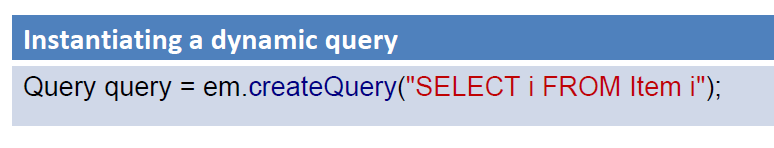 Instantiating a dynamic query
Query query = em.createQuery("SELECT i FROM Item i");